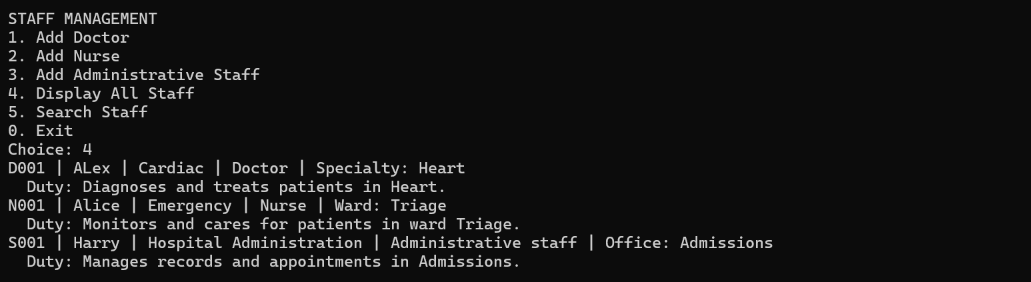 STAFF MANAGEMENT
1. Add Doctor
2. Add Nurse
3. Add Administrative Staff
4. Display All Staff
5. Search Staff
0. Exit
Choice: 4
D001 | ALex | Cardiac | Doctor | Specialty: Heart
  Duty: Diagnoses and treats patients in Heart.
N001 | Alice | Emergency | Nurse | Ward: Triage
  Duty: Monitors and cares for patients in ward Triage.
S001 | Harry | Hospital Administration | Administrative staff | Office: Admissions
  Duty: Manages records and appointments in Admissions.